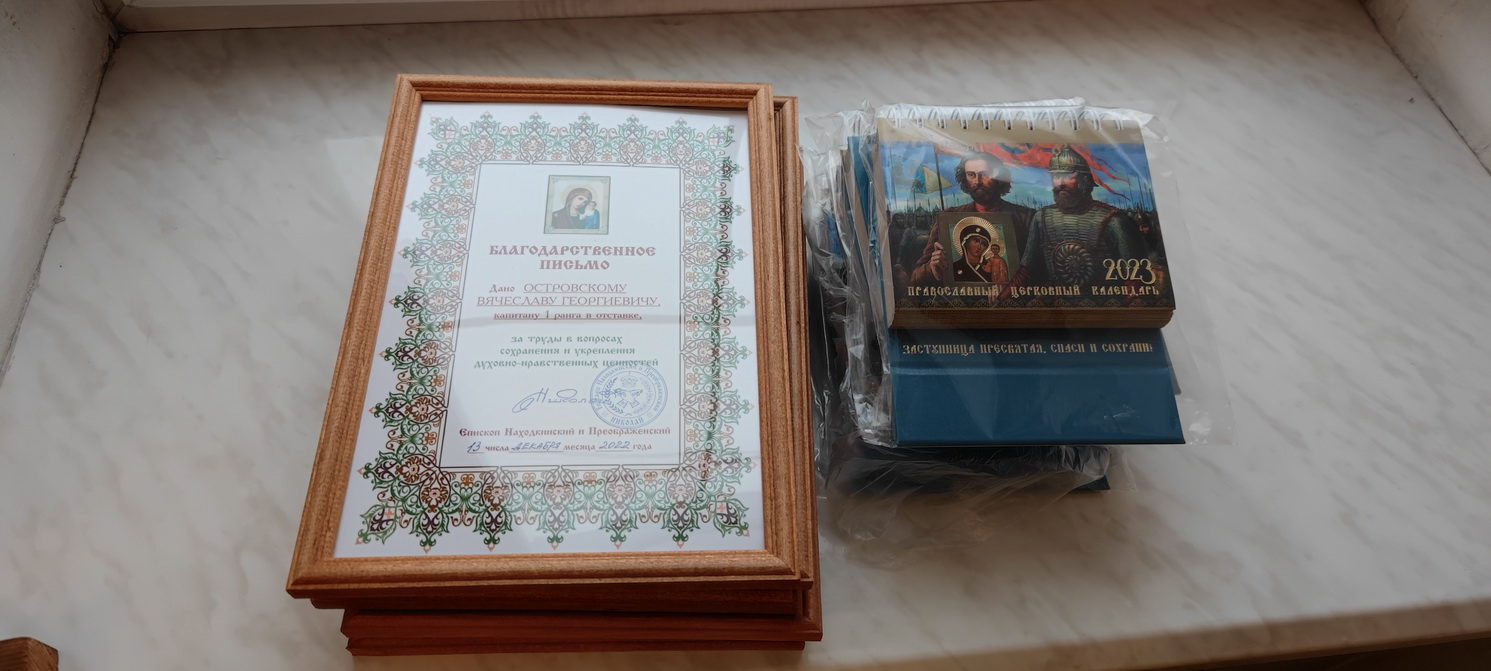 БЛАГОДАРСТВЕННОЕ
ПИСЬМО
Дано ОСТРОВСКОМУ
ВЯЧЕСЛАВУ ГЕОРГИЕВИЧУ,
капитану 1 ранга в отставке,
за труды в вопросах
сохранения и укрепления
духовно-нравственных ценностей
Епископ Находкинский и Преображенский
13 числа декабря месяца 2022 года
НИКОЛАЙ
2023
ПРАВОСЛАВНЫЙ ЦЕРКОВНЫЙ КАЛЕНДАРЬ
ЗАСТУПНИЦА ПРЕСВЯТАЯ, СПАСИ И СОХРАНИ